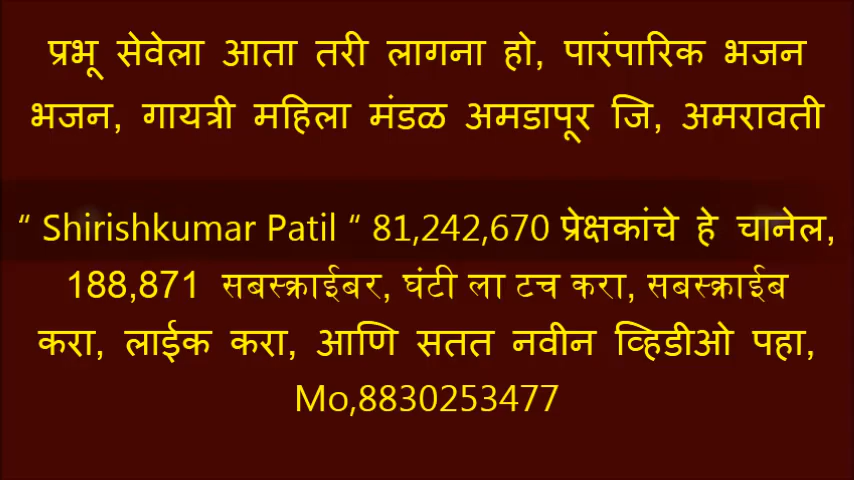 प्रभू सेवेला आता तरी लागना हो, पारंपारिक भजन
भजन, गायत्री महिला मंडळ अमडापूर जि, अमरावती
“ Shirishkumar Patil “ 81,242,670 प्रेक्षकांचे हे चानेल,
188,871 सबस्क्राईबर, घंटी ला टच करा, सबस्क्राईब
करा, लाईक करा, आणि सतत नवीन व्हिडीओ पहा,
Mo,8830253477